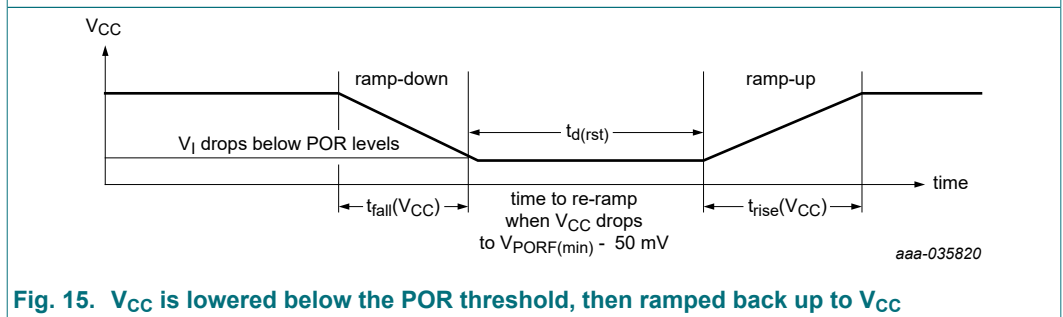 VCC
ramp-down
ramp-up
td(rst)
VI drops below POR levels
time
tfall(VCC)
time to re-ramp
when VCC drops
to VPORF(min) - 50 mV
trise(VCC)
aaa-035820
Fig. 15. VCC is lowered below the POR threshold, then ramped back up to VCC